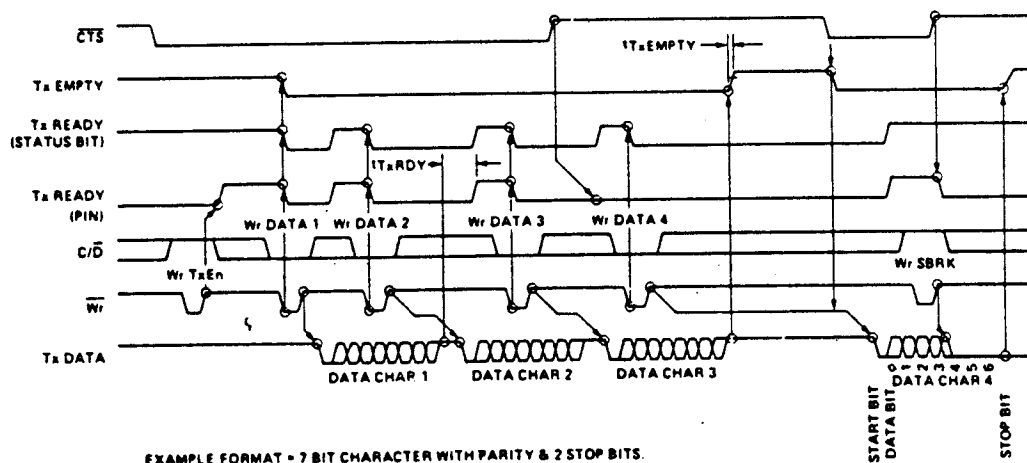 CTS
tTxEMPTY
Tx EMPTY
Tx READY
(STATUS BIT)
tTxRDY
Tx READY
(PIN)
Wr DATA 1
Wr DATA 2
Wr DATA 3
Wr DATA 4
C/D
Wr TxEn
Wr SBRK
Wr
Tx DATA
DATA CHAR 1
DATA CHAR 2
DATA CHAR 3
0 1 2 3 4 5 6
DATA CHAR 4
START BIT
DATA BIT
STOP BIT
EXAMPLE FORMAT = 7 BIT CHARACTER WITH PARITY & 2 STOP BITS.